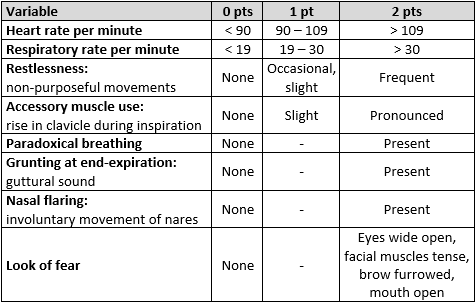 Variable 0 pts 1 pt 2 pts
Heart rate per minute < 90 90 – 109 > 109
Respiratory rate per minute < 19 19 – 30 > 30
Restlessness:
non-purposeful movements None Occasional,
slight Frequent
Accessory muscle use:
rise in clavicle during inspiration None Slight Pronounced
Paradoxical breathing None - Present
Grunting at end-expiration:
guttural sound None - Present
Nasal flaring:
involuntary movement of nares None - Present
Look of fear None - Eyes wide open,
facial muscles tense,
brow furrowed,
mouth open